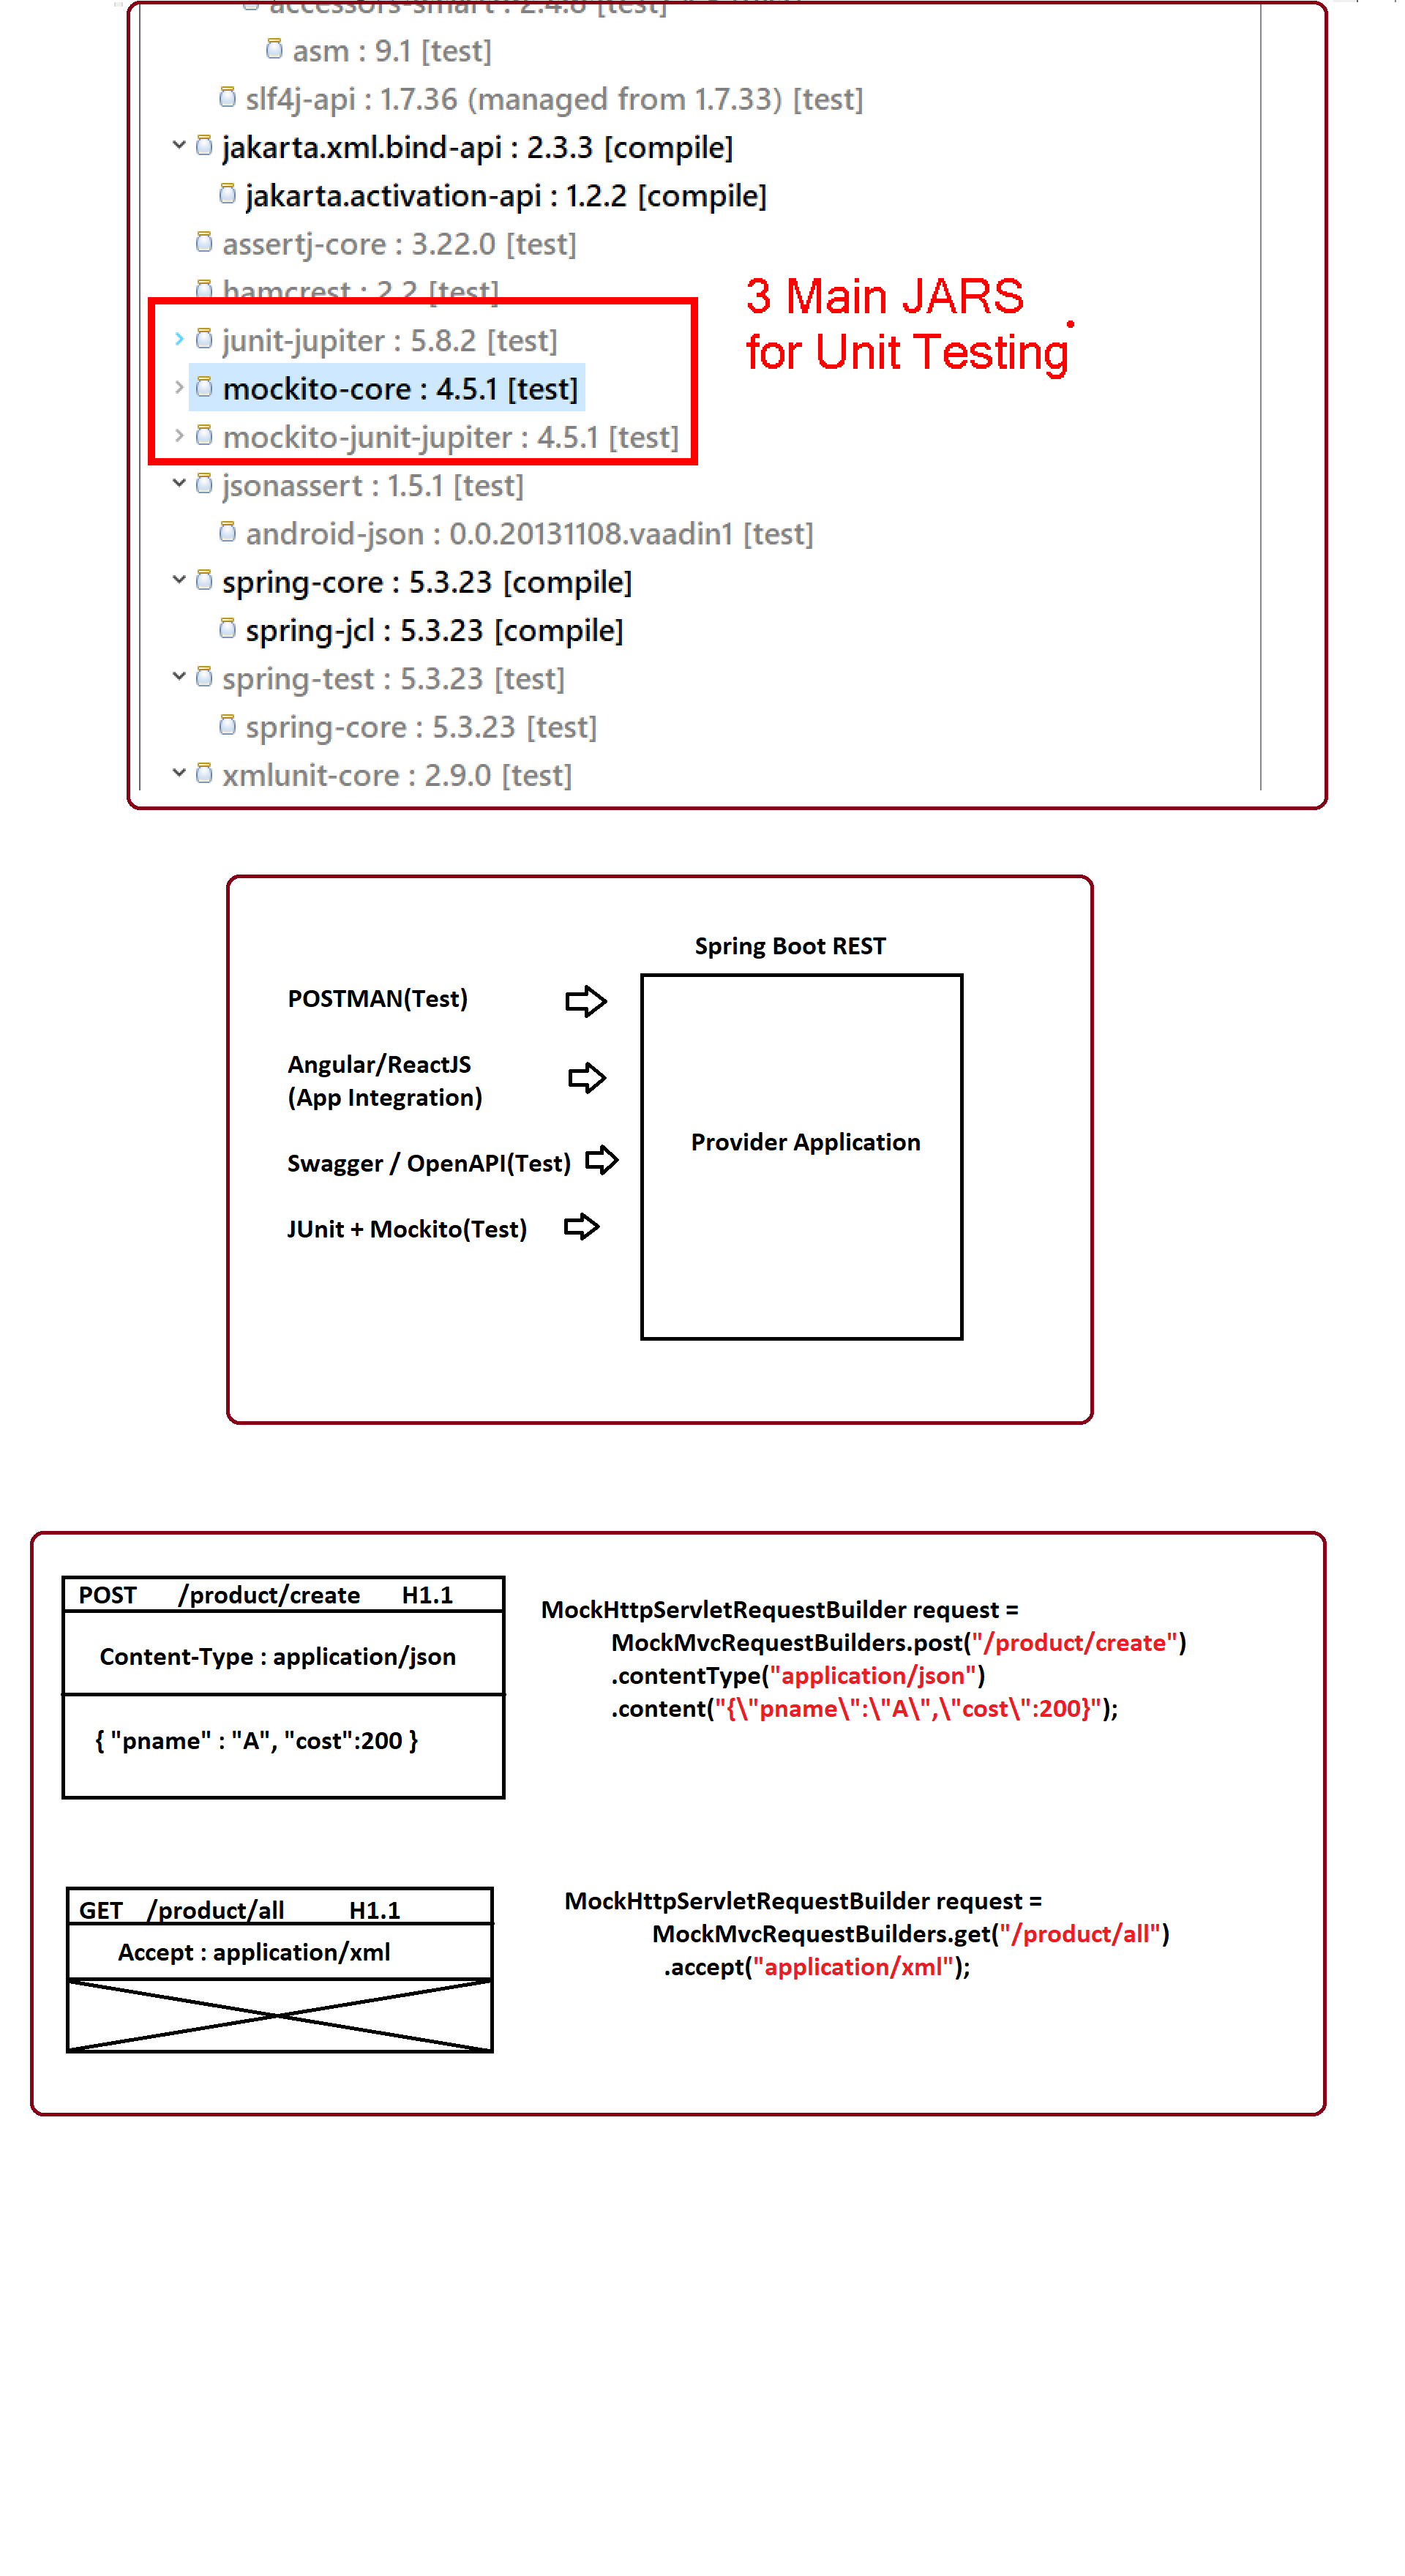 accessors-smart : 2.4.8 [test]
asm : 9.1 [test]
slf4j-api : 1.7.36 (managed from 1.7.33) [test]
jakarta.xml.bind-api : 2.3.3 [compile]
jakarta.activation-api : 1.2.2 [compile]
assertj-core : 3.22.0 [test]
hamcrest : 2.2 [test]
junit-jupiter : 5.8.2 [test]
mockito-core : 4.5.1 [test]
mockito-junit-jupiter : 4.5.1 [test]
3 Main JARS
for Unit Testing
jsonassert : 1.5.1 [test]
android-json : 0.0.20131108.vaadin1 [test]
spring-core : 5.3.23 [compile]
spring-jcl : 5.3.23 [compile]
spring-test : 5.3.23 [test]
spring-core : 5.3.23 [test]
xmlunit-core : 2.9.0 [test]
Spring Boot REST
POSTMAN(Test)
Angular/ReactJS
(App Integration)
Swagger / OpenAPI(Test)
JUnit + Mockito(Test)
Provider Application
POST /product/create H1.1
Content-Type : application/json
{ "pname" : "A", "cost":200 }
MockHttpServletRequestBuilder request =
MockMvcRequestBuilders.post("/product/create")
.contentType("application/json")
.content("{\"pname\":\"A\",\"cost\":200}");
GET /product/all H1.1
Accept : application/xml
MockHttpServletRequestBuilder request =
MockMvcRequestBuilders.get("/product/all")
.accept("application/xml");